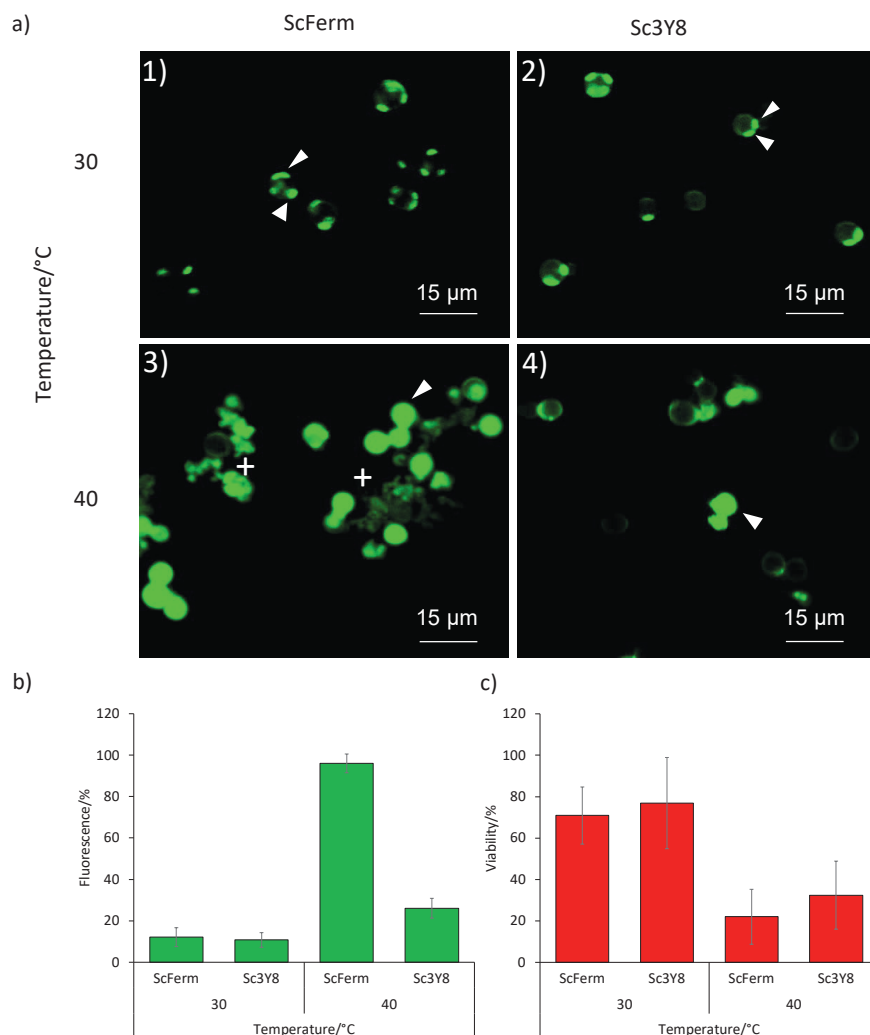 a)
ScFerm
Sc3Y8
Temperature/°C
30
40
1)
15 µm
2)
15 µm
3)
+
+
15 µm
4)
15 µm
b)
120
100
80
60
40
20
0
Fluorescence/%
ScFerm
Sc3Y8
ScFerm
Sc3Y8
30
40
Temperature/°C
c)
120
100
80
60
40
20
0
Viability/%
ScFerm
Sc3Y8
ScFerm
Sc3Y8
30
40
Temperature/°C